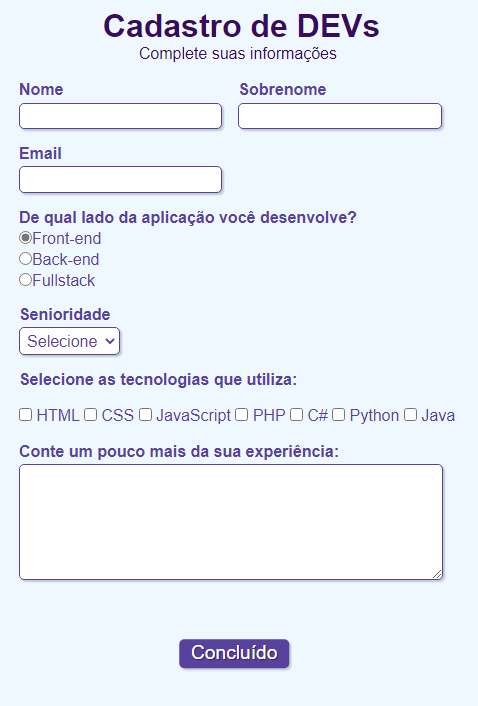 Cadastro de DEVs
Complete suas informações
Nome Sobrenome
Email
De qual lado da aplicação você desenvolve?
Front-end
Back-end
Fullstack
Senioridade
Selecione
Selecione as tecnologias que utiliza:
HTML CSS JavaScript PHP C# Python Java
Conte um pouco mais da sua experiência:
Concluído